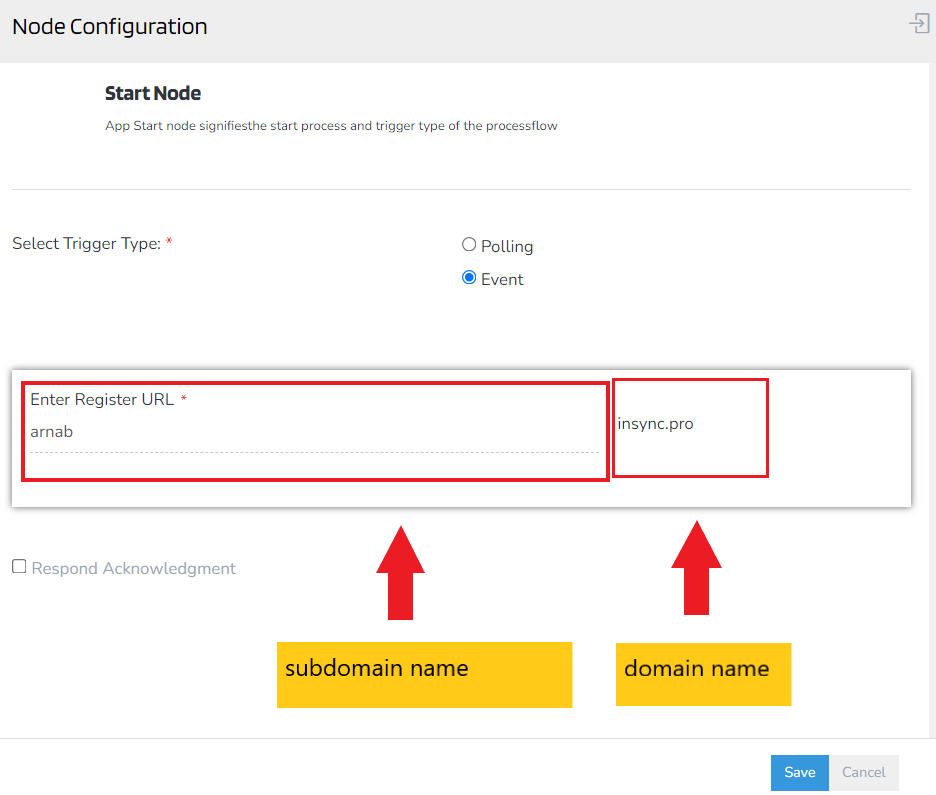 Node Configuration
Start Node
App Start node signifiesthe start process and trigger type of the processflow
Select Trigger Type: *
Polling
Event
Enter Register URL *
arnab
insync.pro
Respond Acknowledgment
subdomain name
domain name
Save
Cancel